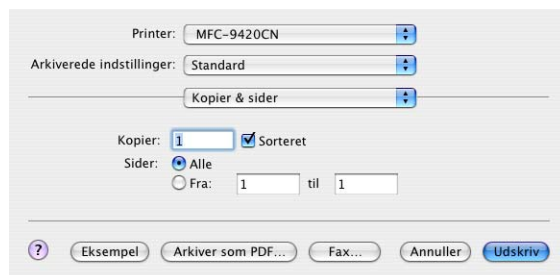 Printer: MFC-9420CN
Arkiverede indstillinger: Standard
Kopier & sider
Kopier: 1 Sorteret
Sider: Alle
Fra: 1 til 1
? Eksempel Arkiver som PDF... Fax... Annuller Udskriv